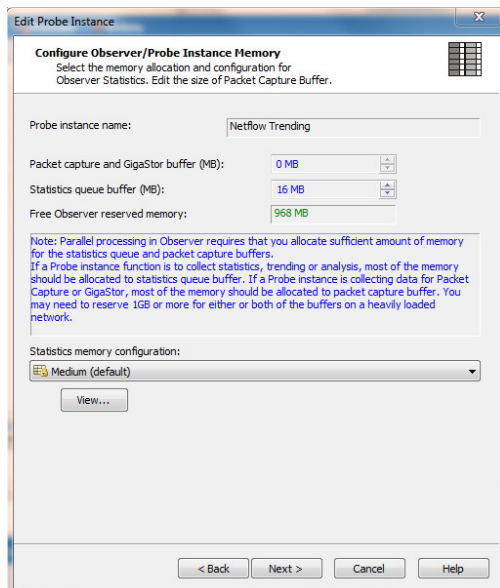 Edit Probe Instance
Configure Observer/Probe Instance Memory
Select the memory allocation and configuration for
Observer Statistics. Edit the size of Packet Capture Buffer.
Probe instance name:
Netflow Trending
Packet capture and GigaStor buffer (MB):
0 MB
Statistics queue buffer (MB):
16 MB
Free Observer reserved memory:
968 MB
Note: Parallel processing in Observer requires that you allocate sufficient amount of memory
for the statistics queue and packet capture buffers.
If a Probe instance function is to collect statistics, trending or analysis, most of the memory
should be allocated to statistics queue buffer. If a Probe instance is collecting data for Packet
Capture or GigaStor, most of the memory should be allocated to packet capture buffer. You
may need to reserve 1GB or more for either or both of the buffers on a heavily loaded
network.
Statistics memory configuration:
Medium (default)
View...
< Back
Next >
Cancel
Help